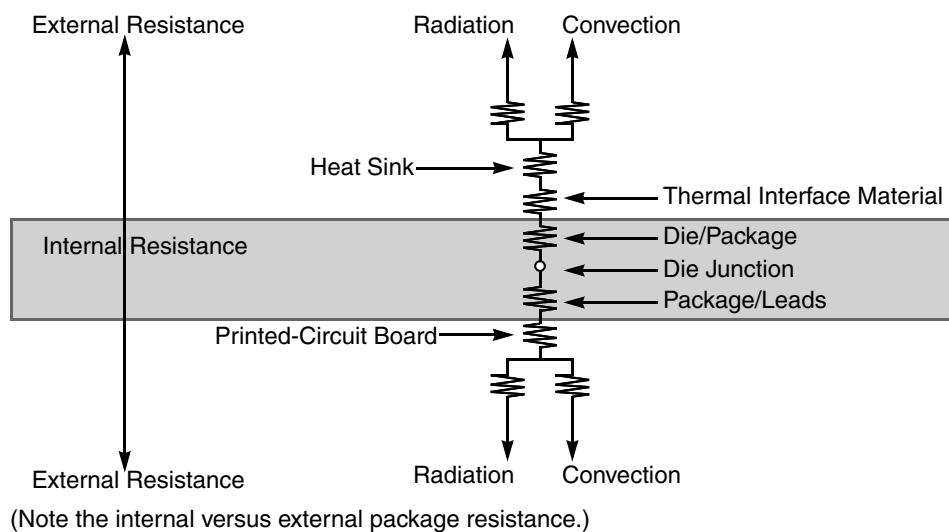 External Resistance
Radiation
Convection
Heat Sink
Thermal Interface Material
Internal Resistance
Die/Package
Die Junction
Package/Leads
Printed-Circuit Board
External Resistance
Radiation
Convection
(Note the internal versus external package resistance.)